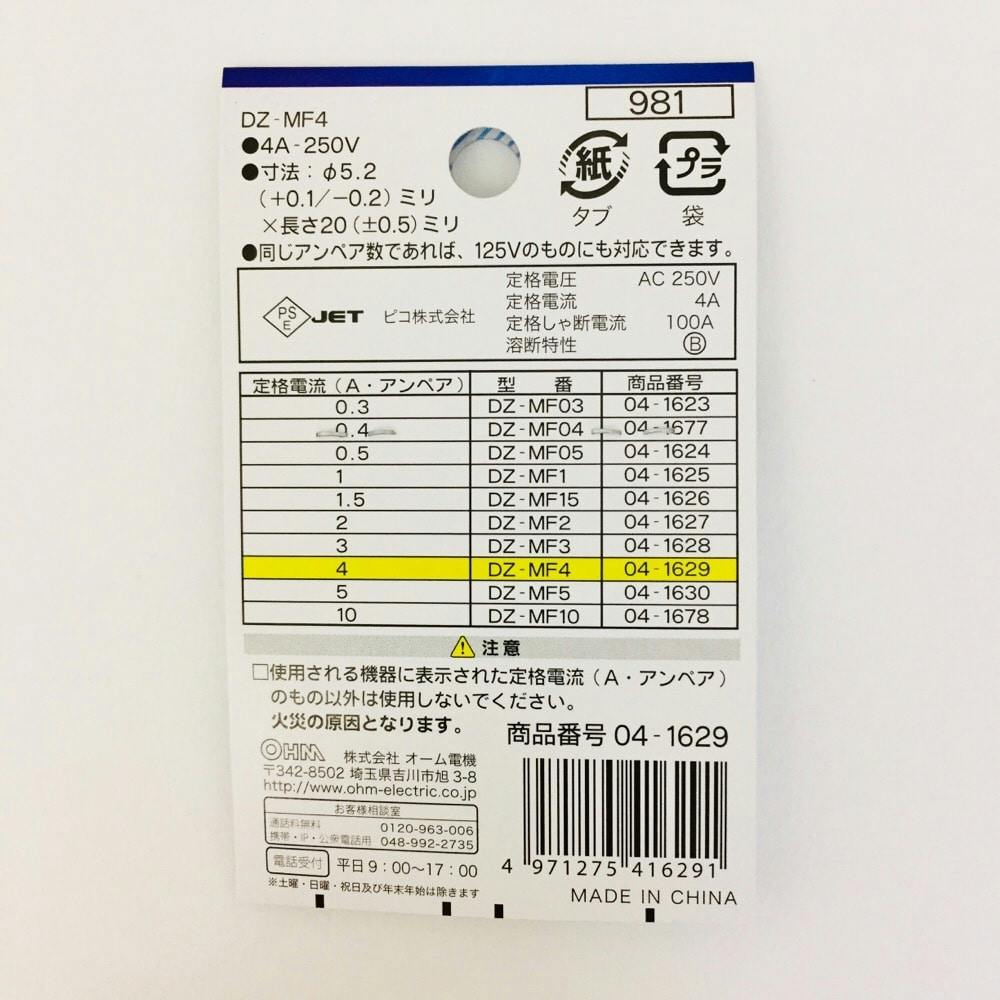 981
DZ-MF4
●4A-250V
●寸法：φ5.2
（+0.1／−0.2）ミリ
×長さ20（±0.5）ミリ
紙
タブ
プラ
袋
●同じアンペア数であれば、125Vのものにも対応できます。
PS
E
JET
ピコ株式会社
定格電圧 AC 250V
定格電流 4A
定格しゃ断電流 100A
溶断特性 Ⓑ
定格電流（A・アンペア） 型番 商品番号
0.3 DZ-MF03 04-1623
0.4 DZ-MF04 04-1677
0.5 DZ-MF05 04-1624
1 DZ-MF1 04-1625
1.5 DZ-MF15 04-1626
2 DZ-MF2 04-1627
3 DZ-MF3 04-1628
4 DZ-MF4 04-1629
5 DZ-MF5 04-1630
10 DZ-MF10 04-1678
注意
□使用される機器に表示された定格電流（A・アンペア）
のもの以外は使用しないでください。
火災の原因となります。
商品番号 04-1629
OHM 株式会社 オーム電機
〒342-8502 埼玉県吉川市旭 3-8
http://www.ohm-electric.co.jp
お客様相談室
通話料無料 0120-963-006
携帯・IP・公衆電話用 048-992-2735
電話受付 平日 9：00〜17：00
※土曜・日曜・祝日及び年末年始は除きます
4 971275 416291
MADE IN CHINA